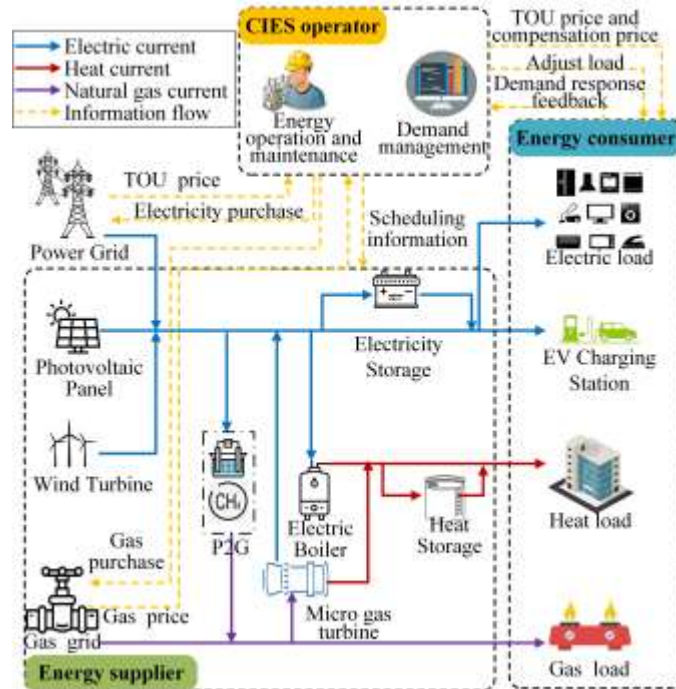 Electric current
Heat current
Natural gas current
Information flow
CIES operator
Energy
operation and
maintenance
Demand
management
TOU price and
compensation price
Adjust load
Demand response
feedback
Energy consumer
TOU price
Electricity purchase
Power Grid
Scheduling
information
Electric load
Photovoltaic
Panel
Electricity
Storage
EV Charging
Station
Wind Turbine
CH₄
P2G
Electric
Boiler
Heat
Storage
Heat load
Gas
purchase
Gas price
Gas grid
Micro gas
turbine
Gas load
Energy supplier